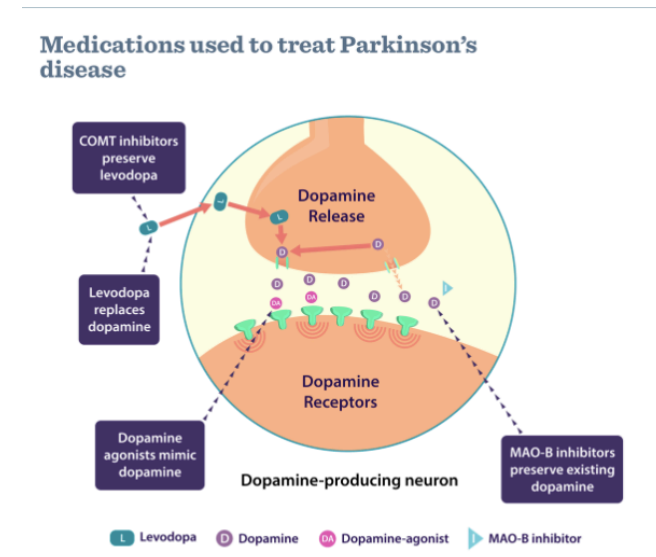 Medications used to treat Parkinson's
disease
COMT inhibitors
preserve
levodopa
Dopamine
Release
L
L
L
D
D
Levodopa
replaces
dopamine
D
D
D
D
D
D
I
DA
DA
Dopamine
Receptors
Dopamine
agonists mimic
dopamine
MAO-B inhibitors
preserve existing
dopamine
Dopamine-producing neuron
L Levodopa
D Dopamine
DA Dopamine-agonist
I MAO-B inhibitor